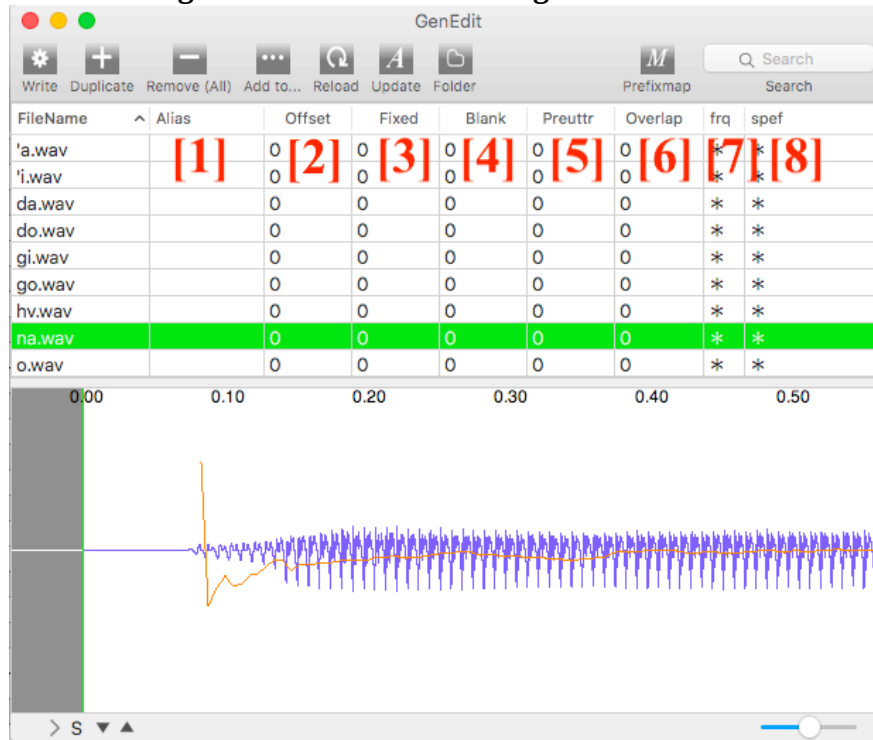 GenEdit
M
Q Search
Write Duplicate Remove (All) Add to... Reload Update Folder Prefixmap Search
FileName Alias Offset Fixed Blank Preuttr Overlap frq spef
'a.wav 0 0 0 0 0 * *
[1] [2] [3] [4] [5] [6] [7] [8]
'i.wav 0 0 0 0 0 * *
da.wav 0 0 0 0 0 * *
do.wav 0 0 0 0 0 * *
gi.wav 0 0 0 0 0 * *
go.wav 0 0 0 0 0 * *
hv.wav 0 0 0 0 0 * *
na.wav 0 0 0 0 0 * *
o.wav 0 0 0 0 0 * *
0.00 0.10 0.20 0.30 0.40 0.50
S